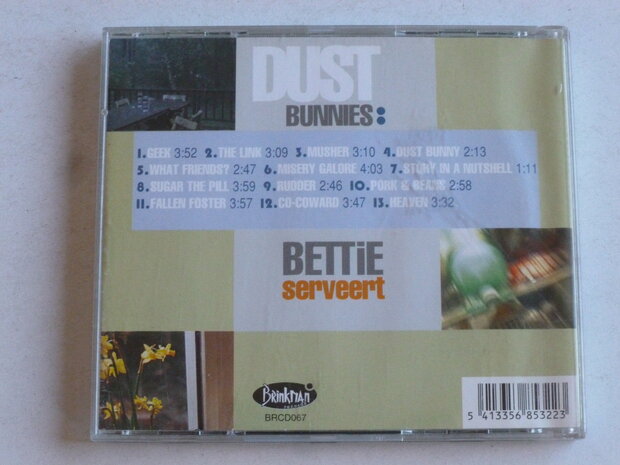 DUST
BUNNIES:
1. GEEK 3:52 2. THE LINK 3:09 3. MUSHER 3:10 4. DUST BUNNY 2:13
5. WHAT FRIENDS? 2:47 6. MISERY GALORE 4:03 7. STORY IN A NUTSHELL 1:11
8. SUGAR THE PILL 3:59 9. RUDDER 2:46 10. PORK & BEANS 2:58
11. FALLEN FOSTER 3:57 12. CO-COWARD 3:47 13. HEAVEN 3:32
BETTiE
serveert
Brinkman
records
BRCD067
5 413356 853223